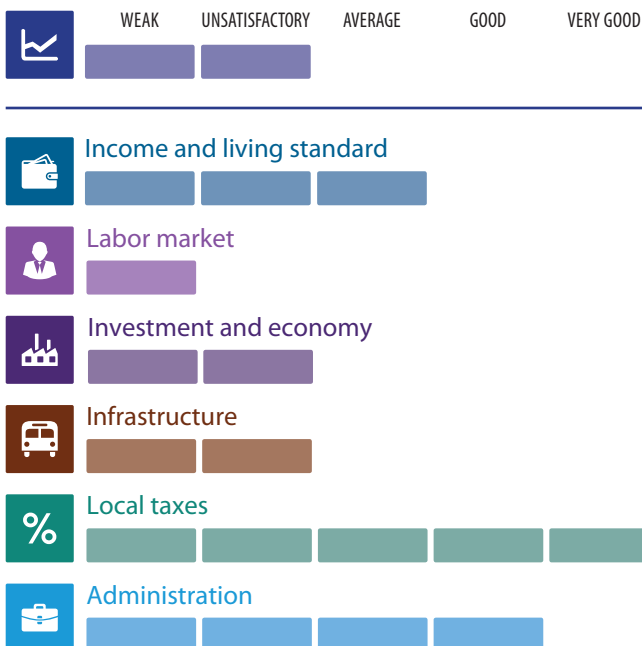 WEAK UNSATISFACTORY AVERAGE GOOD VERY GOOD
Income and living standard
Labor market
Investment and economy
Infrastructure
Local taxes
%
Administration